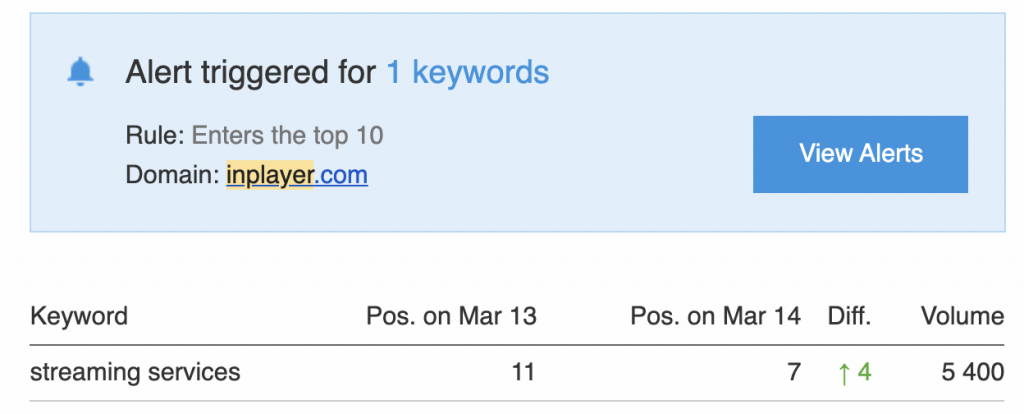 Alert triggered for 1 keywords
Rule: Enters the top 10
Domain: inplayer.com
View Alerts
Keyword Pos. on Mar 13 Pos. on Mar 14 Diff. Volume
streaming services 11 7 ↑ 4 5 400